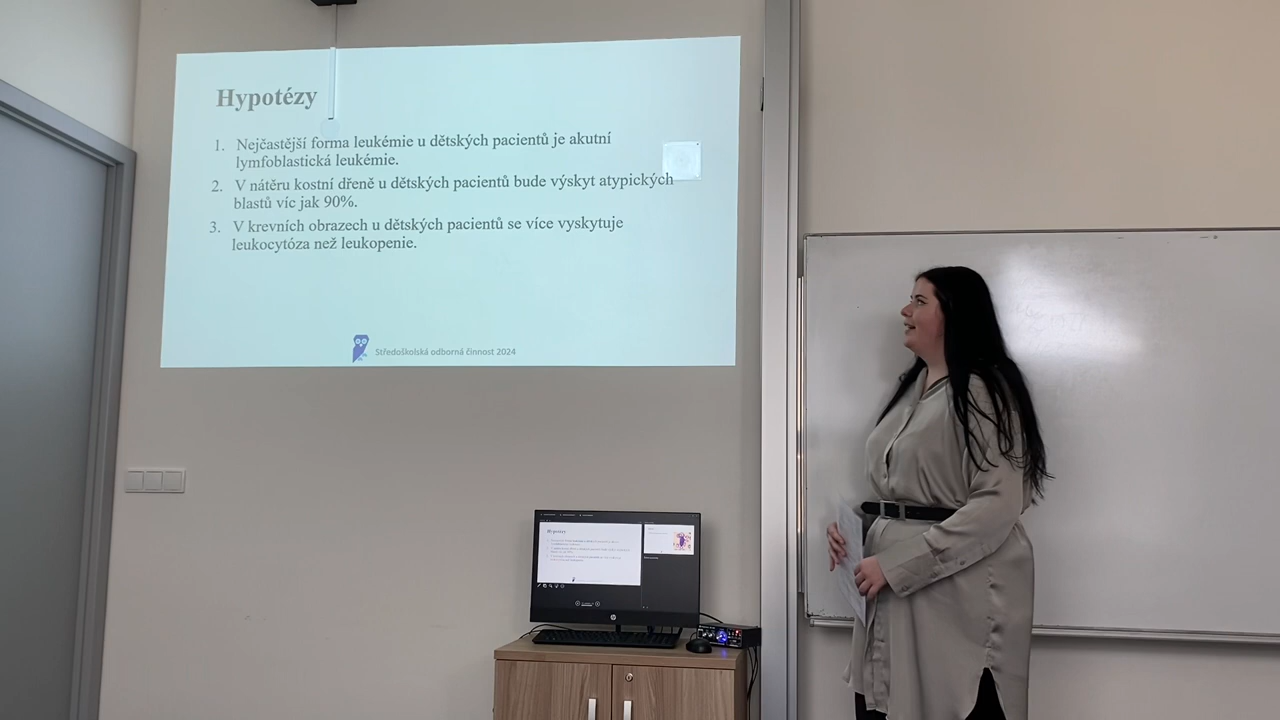 Hypotézy
1. Nejčastější forma leukémie u dětských pacientů je akutní
lymfoblastická leukémie.
2. V nátěru kostní dřeně u dětských pacientů bude výskyt atypických
blastů víc jak 90%.
3. V krevních obrazech u dětských pacientů se více vyskytuje
leukocytóza než leukopenie.
Středoškolská odborná činnost 2024
Hypotézy
hp